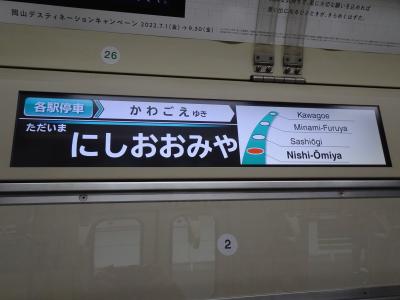 岡山デスティネーションキャンペーン 2022.7.1(金)→9.30(金)
26
各駅停車
かわごえゆき
ただいま
にしおおみや
Kawagoe
Minami-Furuya
Sashiōgi
Nishi-Ōmiya
2